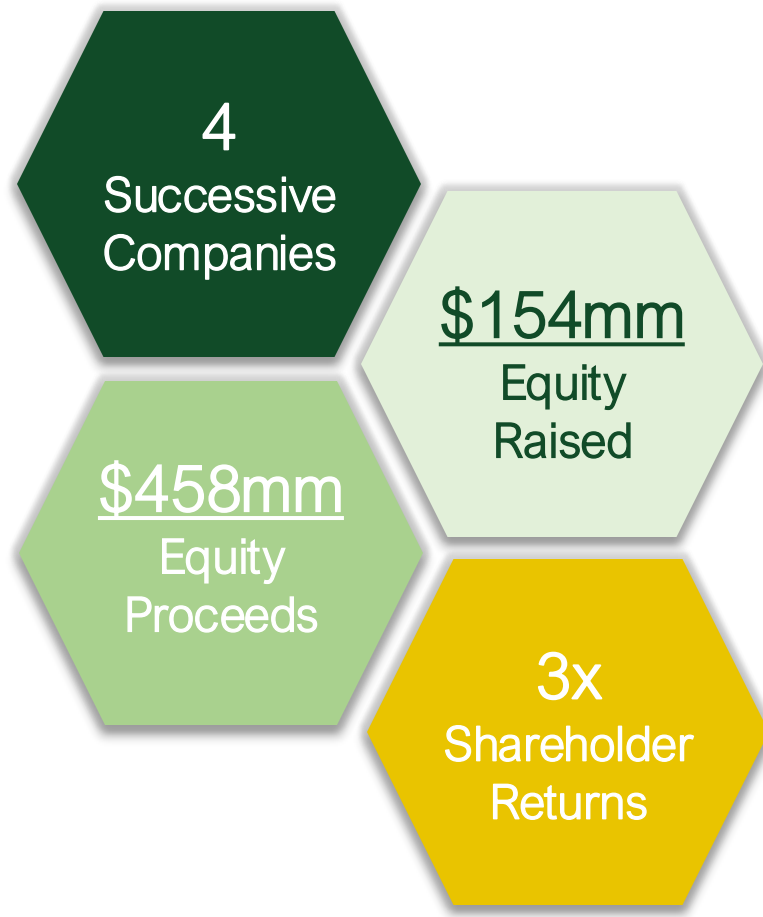 4
Successive
Companies
$154mm
Equity
Raised
$458mm
Equity
Proceeds
3x
Shareholder
Returns